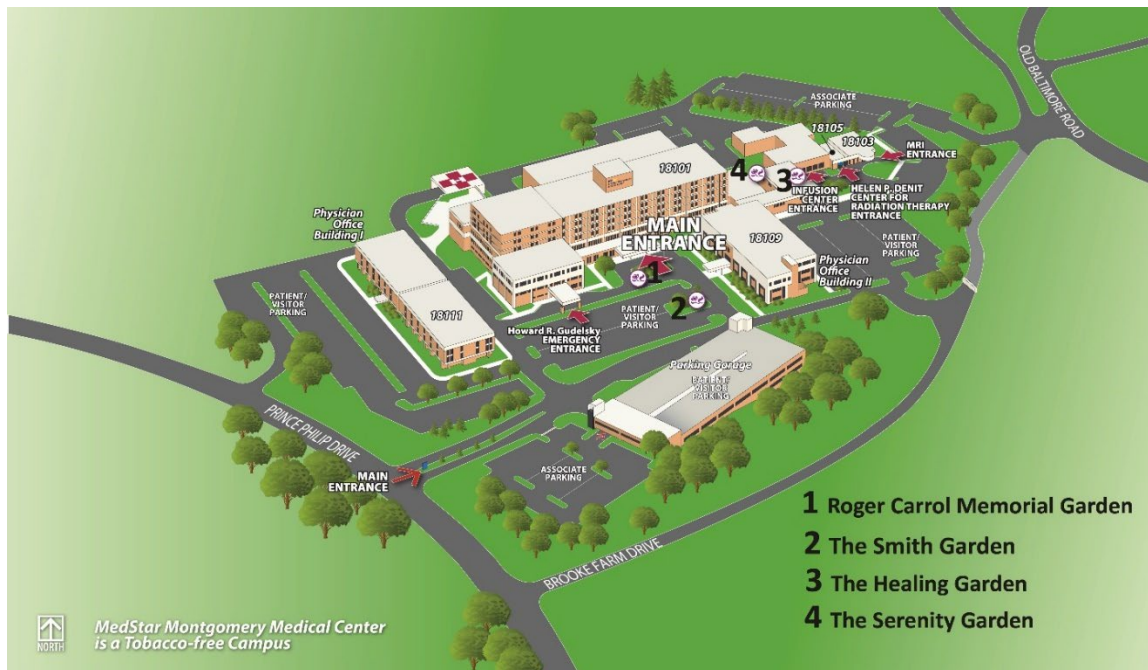 OLD BALTIMORE ROAD
ASSOCIATE
PARKING
18105
18103
MRI
ENTRANCE
18101
4
3
INFUSION
CENTER
ENTRANCE
HELEN P. DENIT
CENTER FOR
RADIATION THERAPY
ENTRANCE
Physician
Office
Building I
MAIN
ENTRANCE
18109
PATIENT/
VISITOR
PARKING
Physician
Office
Building II
1
2
PATIENT/
VISITOR
PARKING
18111
PATIENT/
VISITOR
PARKING
Howard R. Gudelsky
EMERGENCY
ENTRANCE
Parking Garage
PATIENT/
VISITOR
PARKING
PRINCE PHILIP DRIVE
MAIN
ENTRANCE
ASSOCIATE
PARKING
BROOKE FARM DRIVE
1 Roger Carrol Memorial Garden
2 The Smith Garden
3 The Healing Garden
4 The Serenity Garden
NORTH
MedStar Montgomery Medical Center
is a Tobacco-free Campus